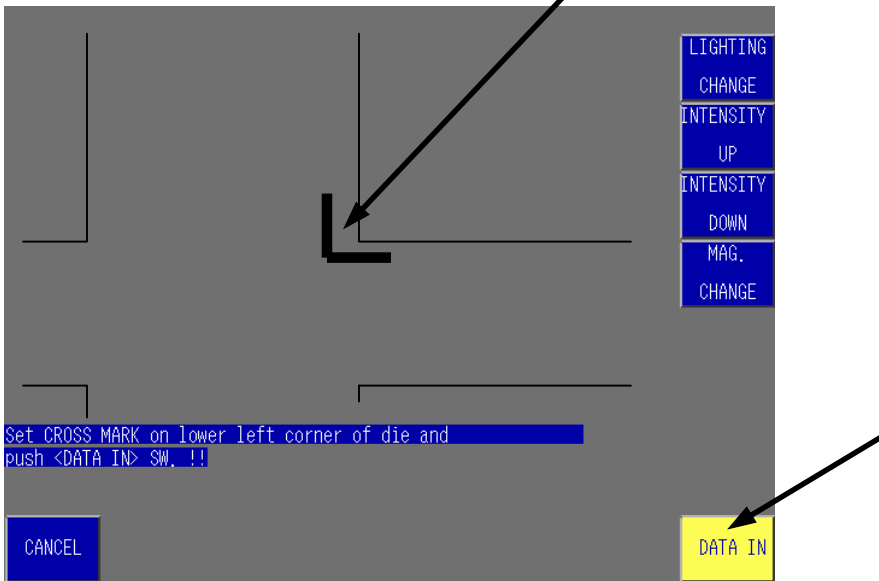 LIGHTING
CHANGE
INTENSITY
UP
INTENSITY
DOWN
MAG.
CHANGE
Set CROSS MARK on lower left corner of die and
push <DATA IN> SW. !!
CANCEL
DATA IN